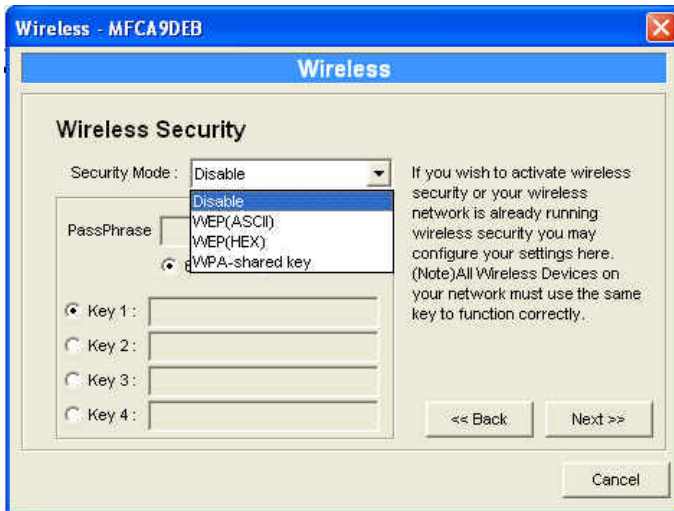 Wireless - MFCA9DEB
Wireless
Wireless Security
Security Mode : Disable
Disable
WEP(ASCII)
WEP(HEX)
WPA-shared key
PassPhrase
Key 1 :
Key 2 :
Key 3 :
Key 4 :
If you wish to activate wireless
security or your wireless
network is already running
wireless security you may
configure your settings here.
(Note)All Wireless Devices on
your network must use the same
key to function correctly.
<< Back
Next >>
Cancel